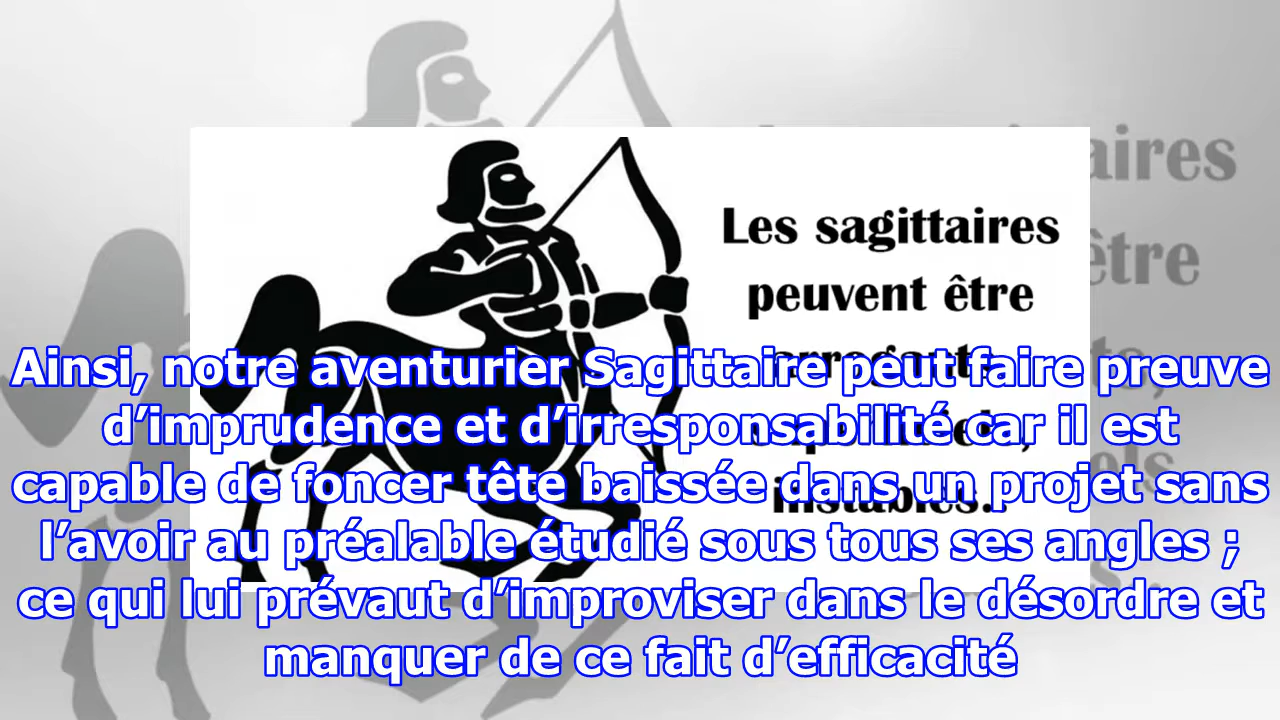 Les sagittaires
peuvent être
Ainsi, notre aventurier Sagittaire peut faire preuve
d’imprudence et d’irresponsabilité car il est
capable de foncer tête baissée dans un projet sans
l’avoir au préalable étudié sous tous ses angles ;
ce qui lui prévaut d’improviser dans le désordre et
manquer de ce fait d’efficacité
instables.